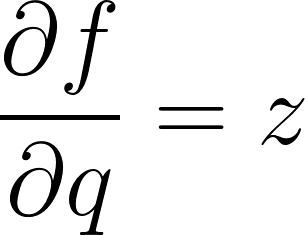 ∂f/∂q = z